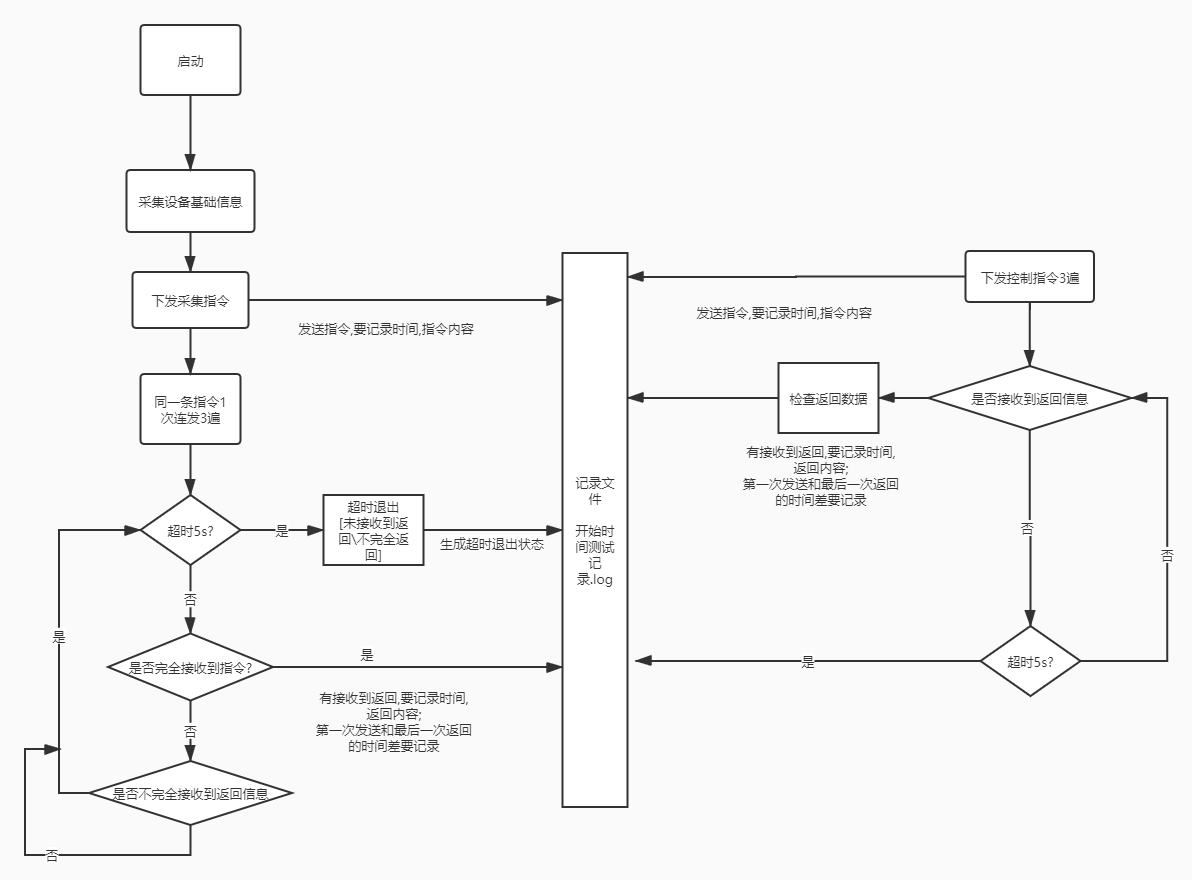 启动
采集设备基础信息
下发采集指令
发送指令,要记录时间,指令内容
同一条指令1
次连发3遍
超时5s?
是
超时退出
[未接收到返
回\不完全返
回]
生成超时退出状态
否
是否完全接收到指令?
是
有接收到返回,要记录时间,
返回内容;
第一次发送和最后一次返回
的时间差要记录
否
是否不完全接收到返回信息
是
否
记录文
件
开始时
间测试
记
录.log
下发控制指令3遍
发送指令,要记录时间,指令内容
是否接收到返回信息
检查返回数据
有接收到返回,要记录时间,
返回内容;
第一次发送和最后一次返回
的时间差要记录
否
否
超时5s?
是